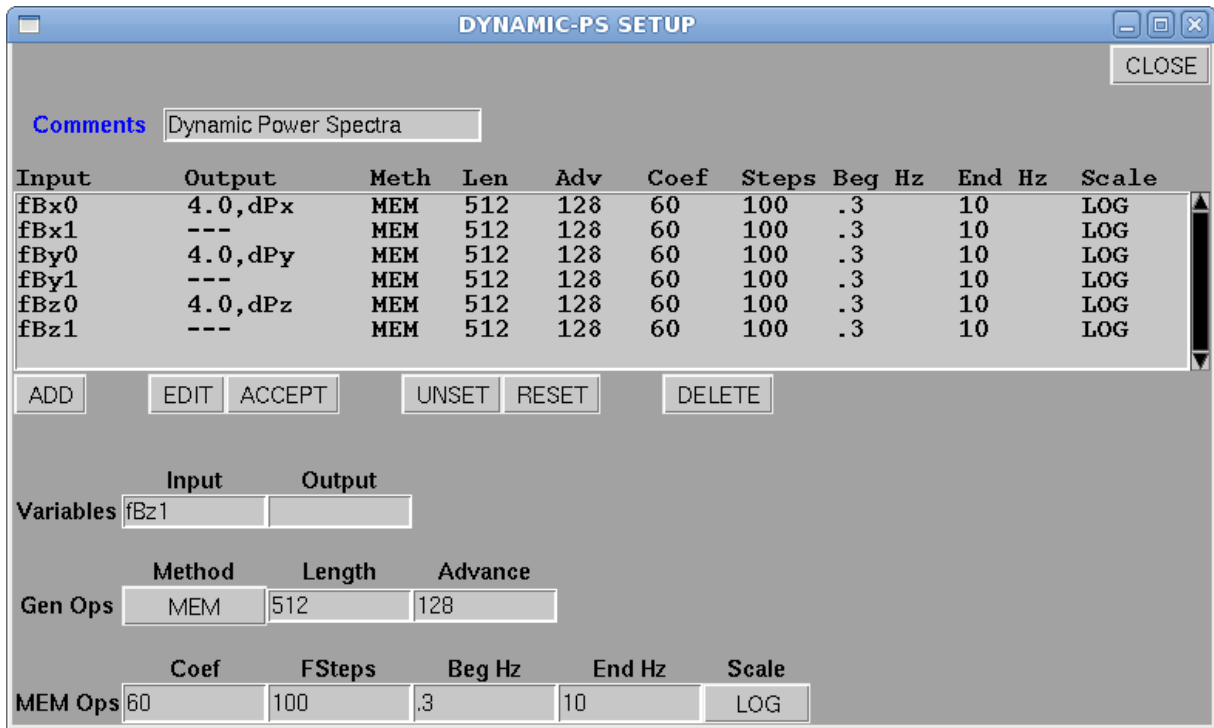 DYNAMIC-PS SETUP
CLOSE
Comments Dynamic Power Spectra
Input Output Meth Len Adv Coef Steps Beg Hz End Hz Scale
fBx0 4.0,dPx MEM 512 128 60 100 .3 10 LOG
fBx1 --- MEM 512 128 60 100 .3 10 LOG
fBy0 4.0,dPy MEM 512 128 60 100 .3 10 LOG
fBy1 --- MEM 512 128 60 100 .3 10 LOG
fBz0 4.0,dPz MEM 512 128 60 100 .3 10 LOG
fBz1 --- MEM 512 128 60 100 .3 10 LOG
ADD EDIT ACCEPT UNSET RESET DELETE
Input Output
Variables fBz1
Method Length Advance
Gen Ops MEM 512 128
Coef FSteps Beg Hz End Hz Scale
MEM Ops 60 100 .3 10 LOG